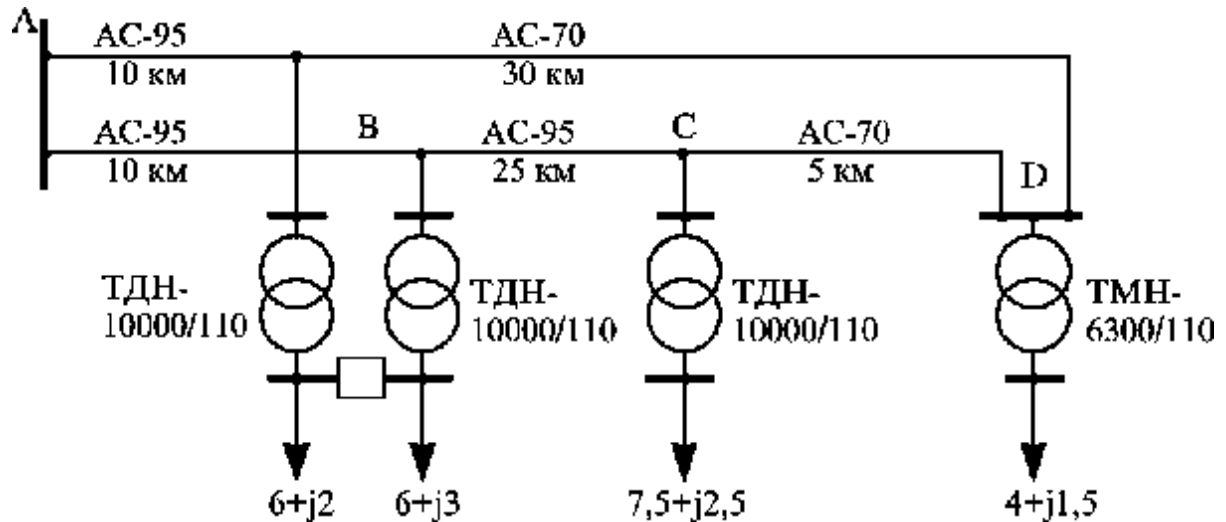 А
АС-95
АС-70
10 км
30 км
АС-95
В
АС-95
С
АС-70
10 км
25 км
5 км
D
ТДН-
10000/110
ТДН-
10000/110
ТДН-
10000/110
ТМН-
6300/110
6+j2
6+j3
7,5+j2,5
4+j1,5